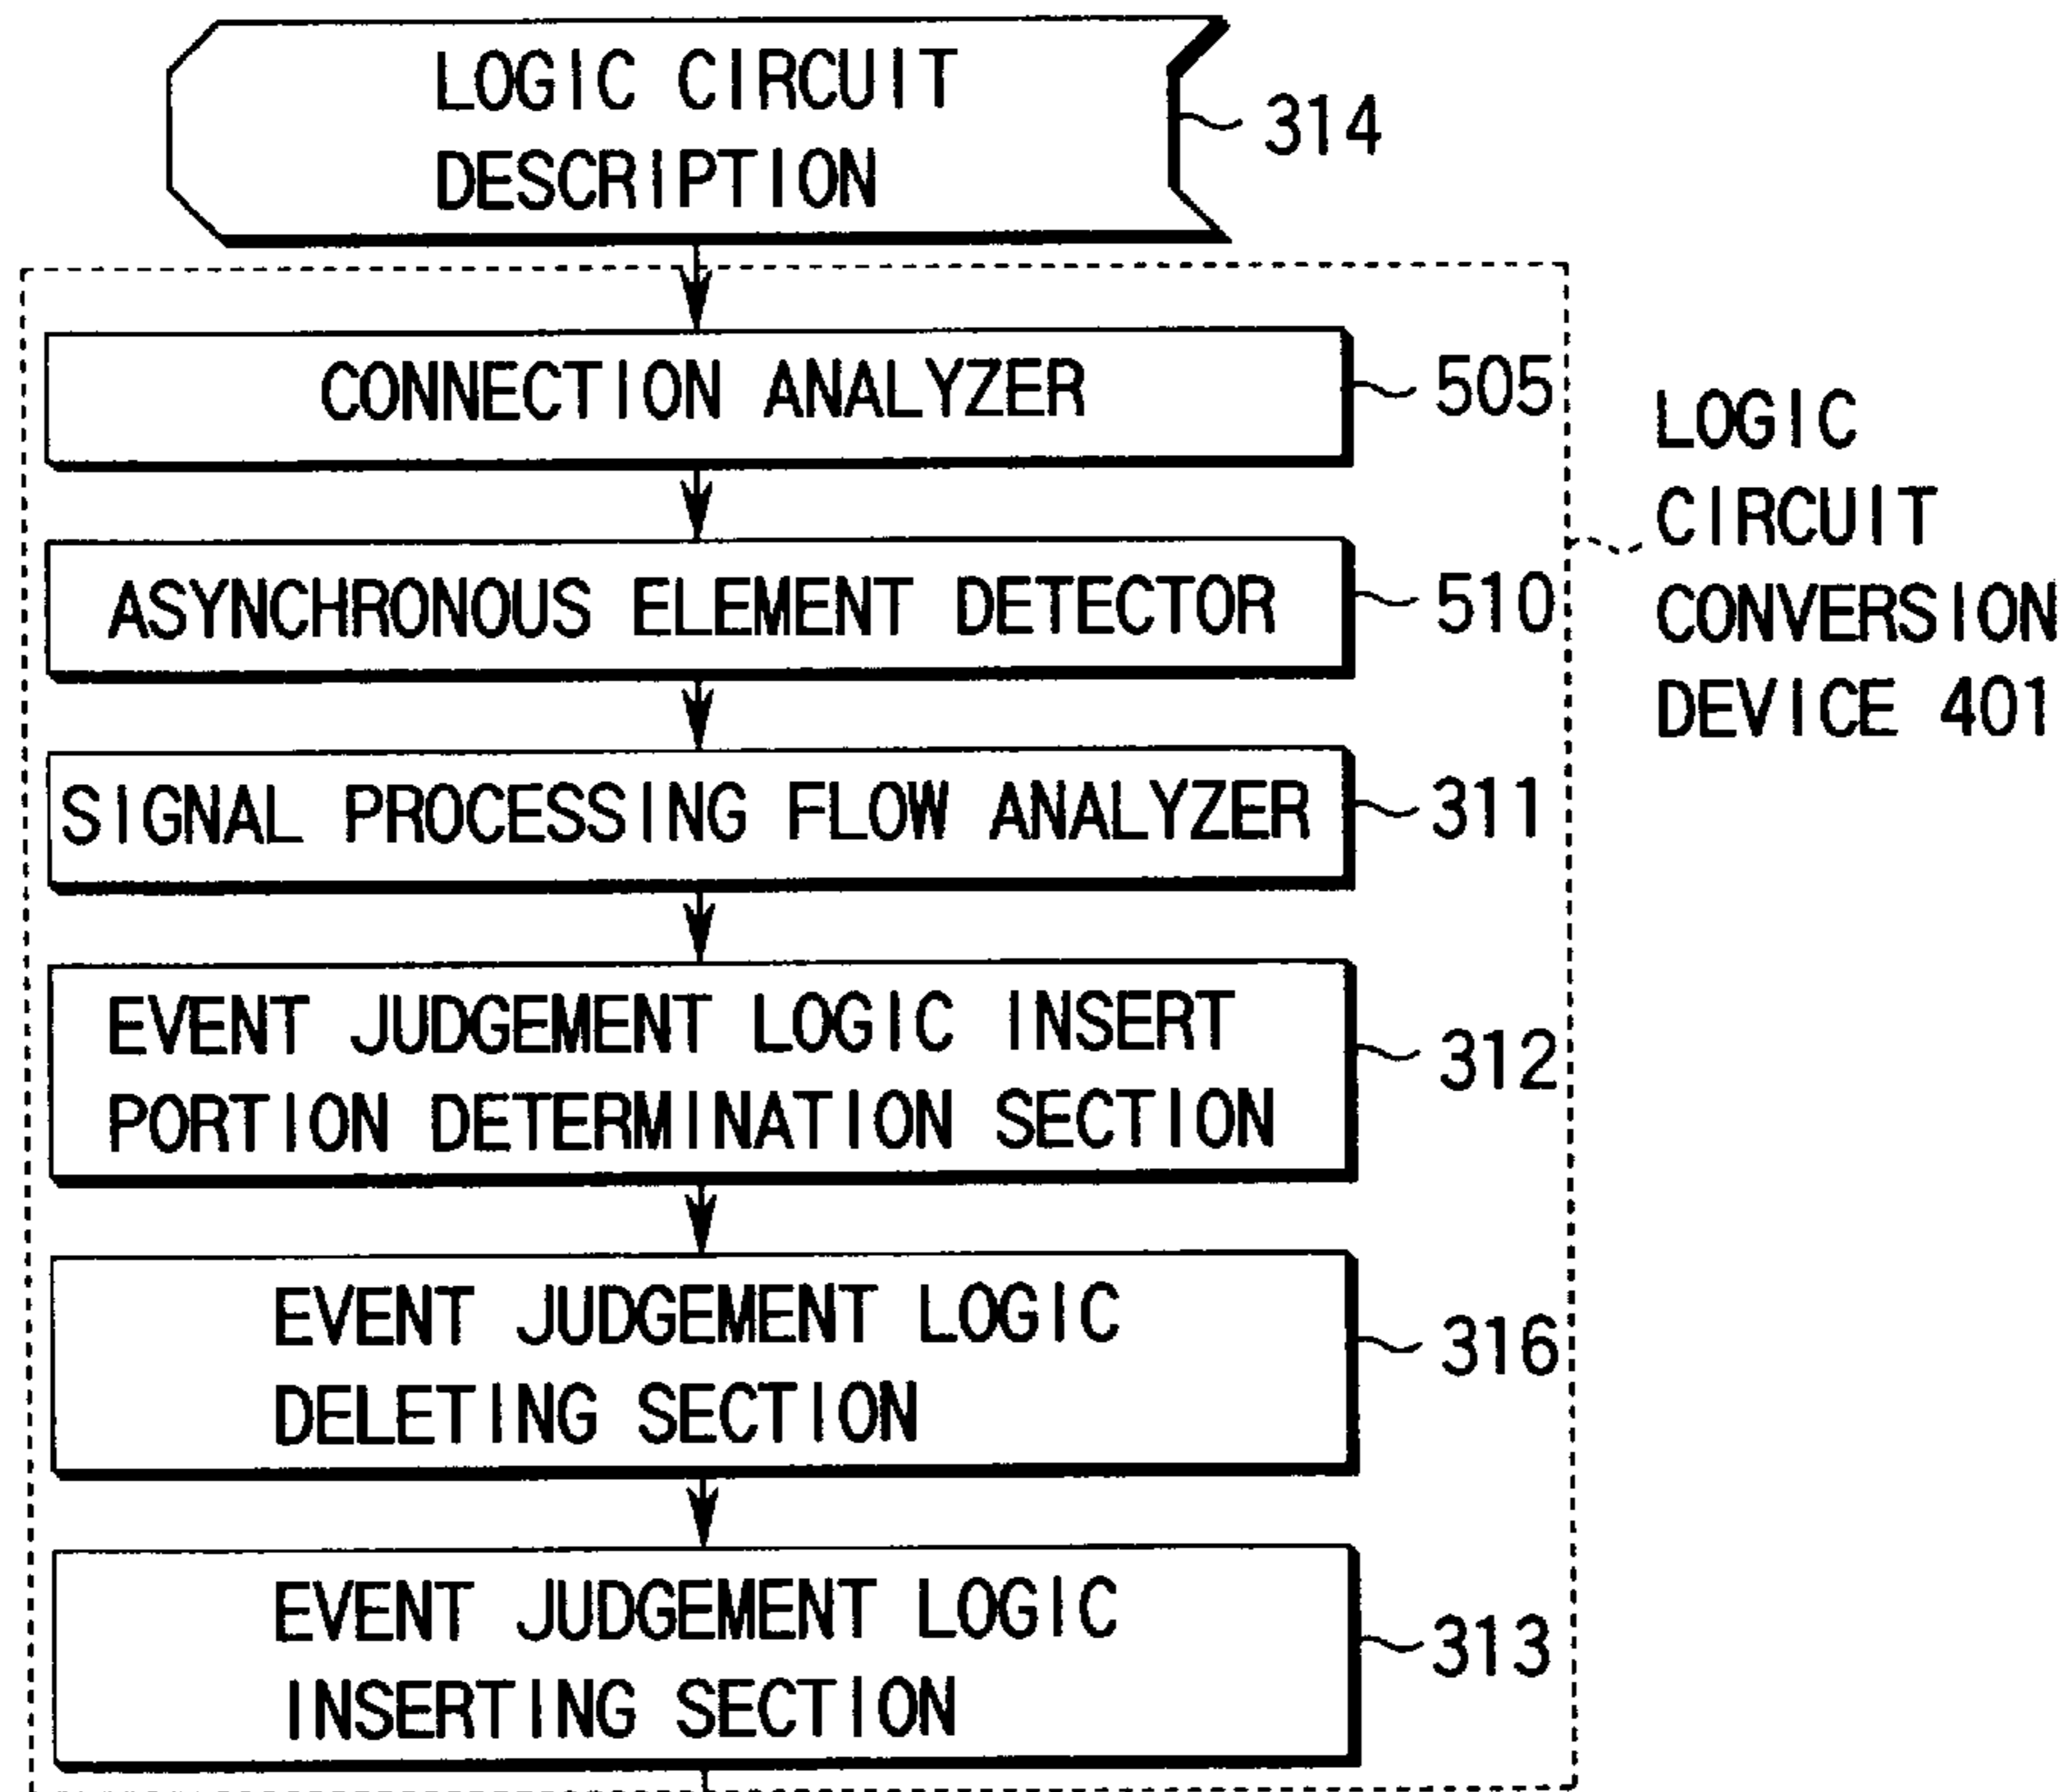 LOGIC CIRCUIT
DESCRIPTION
314
CONNECTION ANALYZER
505
LOGIC
CIRCUIT
CONVERSION
DEVICE 401
ASYNCHRONOUS ELEMENT DETECTOR
510
SIGNAL PROCESSING FLOW ANALYZER
311
EVENT JUDGEMENT LOGIC INSERT
PORTION DETERMINATION SECTION
312
EVENT JUDGEMENT LOGIC
DELETING SECTION
316
EVENT JUDGEMENT LOGIC
INSERTING SECTION
313